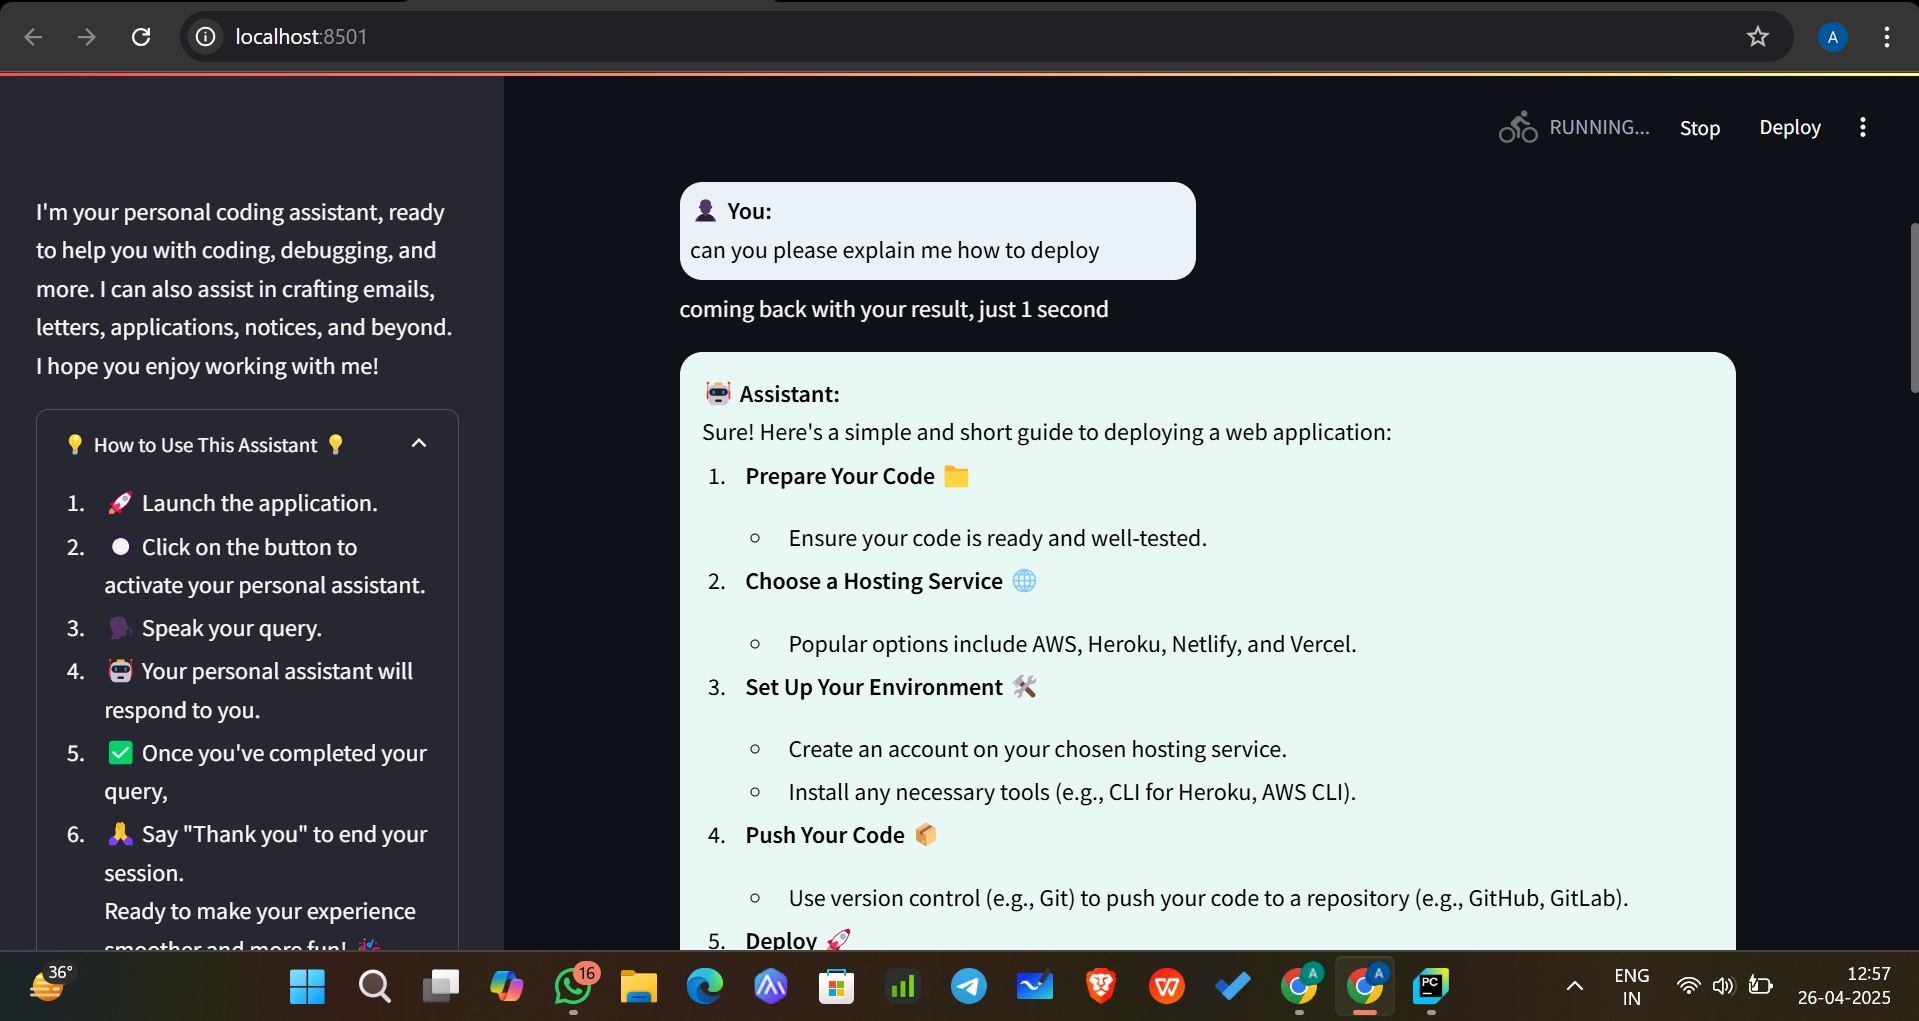 localhost:8501
A
RUNNING...
Stop
Deploy
I'm your personal coding assistant, ready
to help you with coding, debugging, and
more. I can also assist in crafting emails,
letters, applications, notices, and beyond.
I hope you enjoy working with me!
💡 How to Use This Assistant 💡
1. 🚀 Launch the application.
2. Click on the button to
activate your personal assistant.
3. 🗣 Speak your query.
4. 🤖 Your personal assistant will
respond to you.
5. ✅ Once you've completed your
query,
6. 🙏 Say "Thank you" to end your
session.
Ready to make your experience
smoother and more fun! 🎉
👤 You:
can you please explain me how to deploy
coming back with your result, just 1 second
🤖 Assistant:
Sure! Here's a simple and short guide to deploying a web application:
1. Prepare Your Code 📁
Ensure your code is ready and well-tested.
2. Choose a Hosting Service 🌐
Popular options include AWS, Heroku, Netlify, and Vercel.
3. Set Up Your Environment 🛠
Create an account on your chosen hosting service.
Install any necessary tools (e.g., CLI for Heroku, AWS CLI).
4. Push Your Code 📦
Use version control (e.g., Git) to push your code to a repository (e.g., GitHub, GitLab).
5. Deploy 🚀
36°
16
A
A
PC
ENG
IN
12:57
26-04-2025